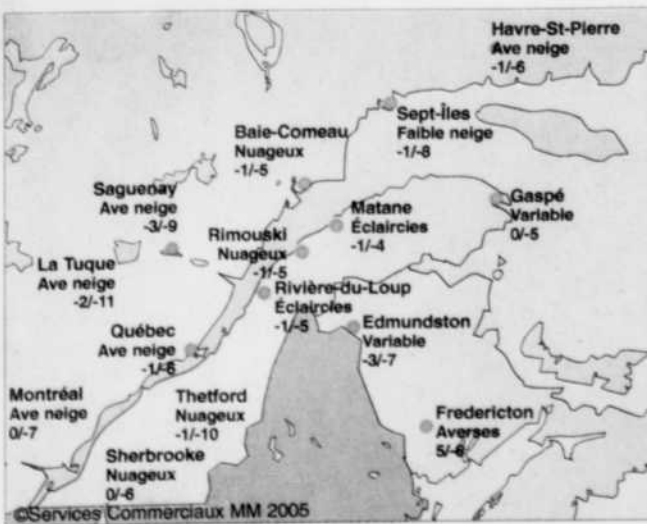 Havre-St-Pierre
Ave neige
-1/-6
Sept-Îles
Faible neige
-1/-8
Baie-Comeau
Nuageux
-1/-5
Saguenay
Ave neige
-3/-9
Gaspé
Variable
0/-5
Matane
Éclaircies
-1/-4
Rimouski
Nuageux
-1/-5
La Tuque
Ave neige
-2/-11
Rivière-du-Loup
Éclaircies
-1/-5
Québec
Ave neige
-1/-6
Edmundston
Variable
-3/-7
Montréal
Ave neige
0/-7
Thetford
Nuageux
-1/-10
Fredericton
Averses
5/-6
Sherbrooke
Nuageux
0/-6
©Services Commerciaux MM 2005